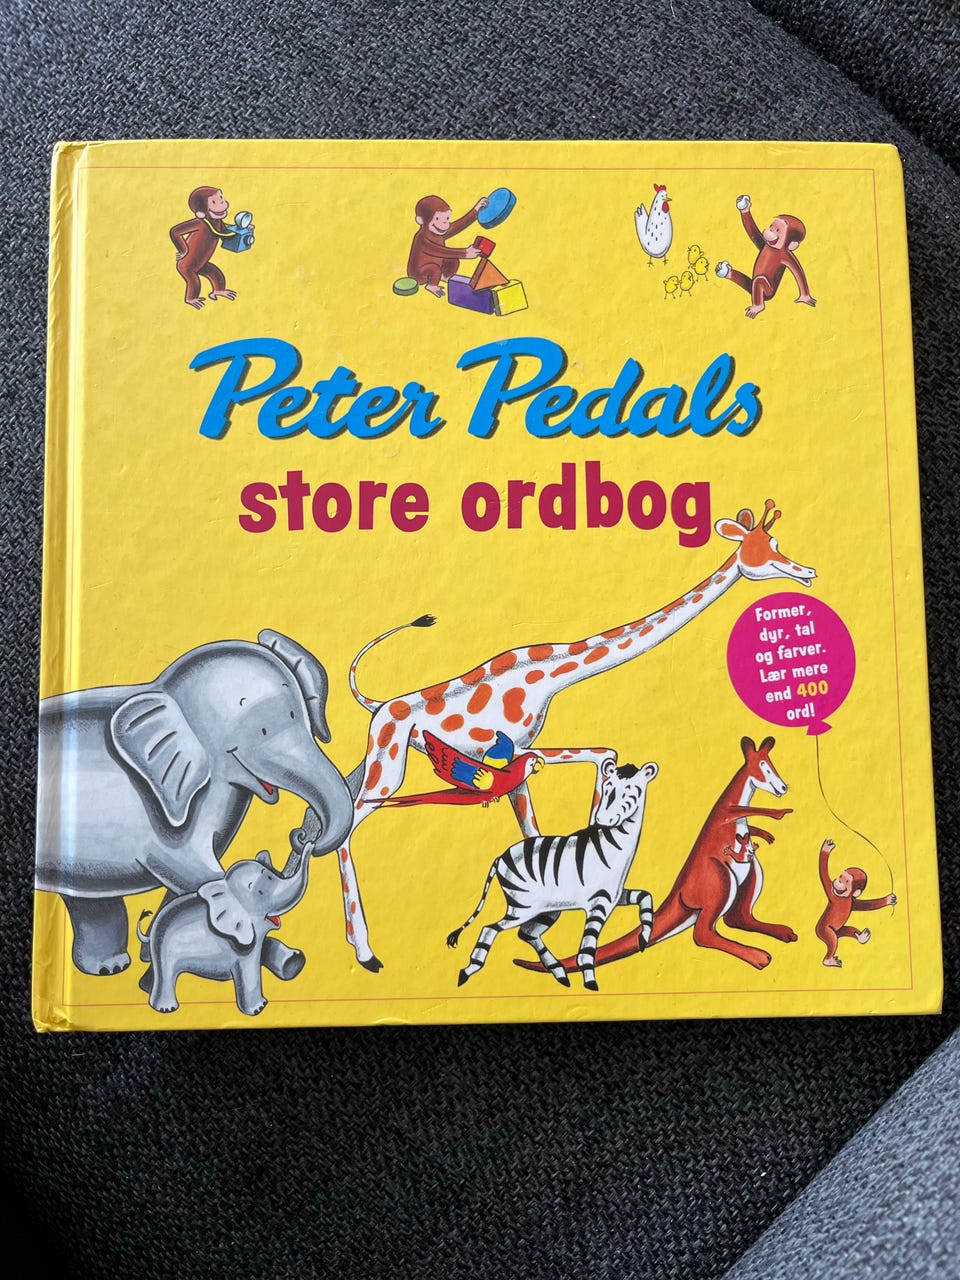 Peter Pedals
store ordbog
Former,
dyr, tal
og farver.
Lær mere
end 400
ord!